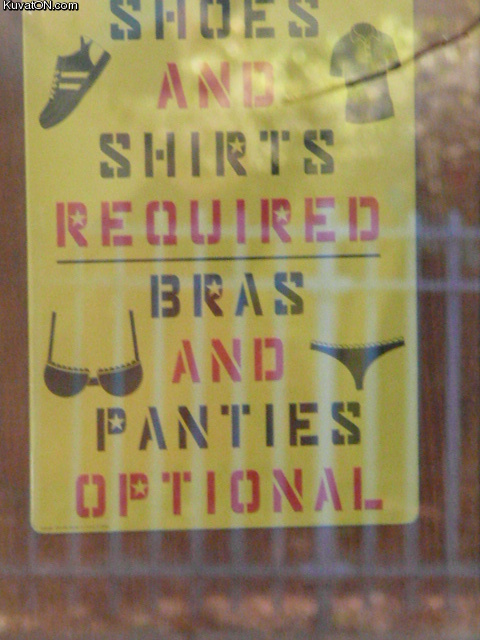 KuvatON.com
SHOES
AND
SHIRTS
REQUIRED
BRAS
AND
PANTIES
OPTIONAL